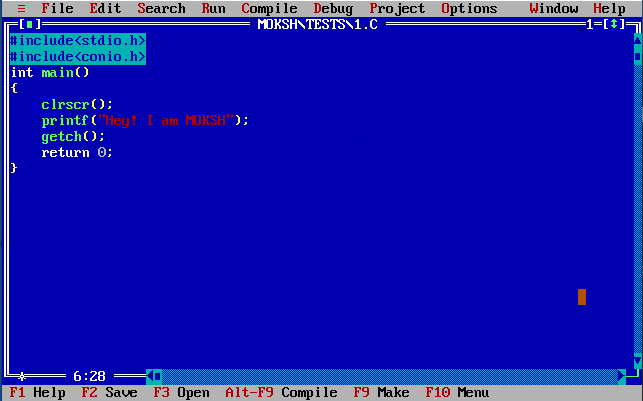 ≡ File Edit Search Run Compile Debug Project Options Window Help
MOKSH\TESTS\1.C 1=[↕]
#include<stdio.h>
#include<conio.h>
int main()
{
clrscr();
printf("Hey! I am MOKSH");
getch();
return 0;
}
6:28
F1 Help F2 Save F3 Open Alt-F9 Compile F9 Make F10 Menu